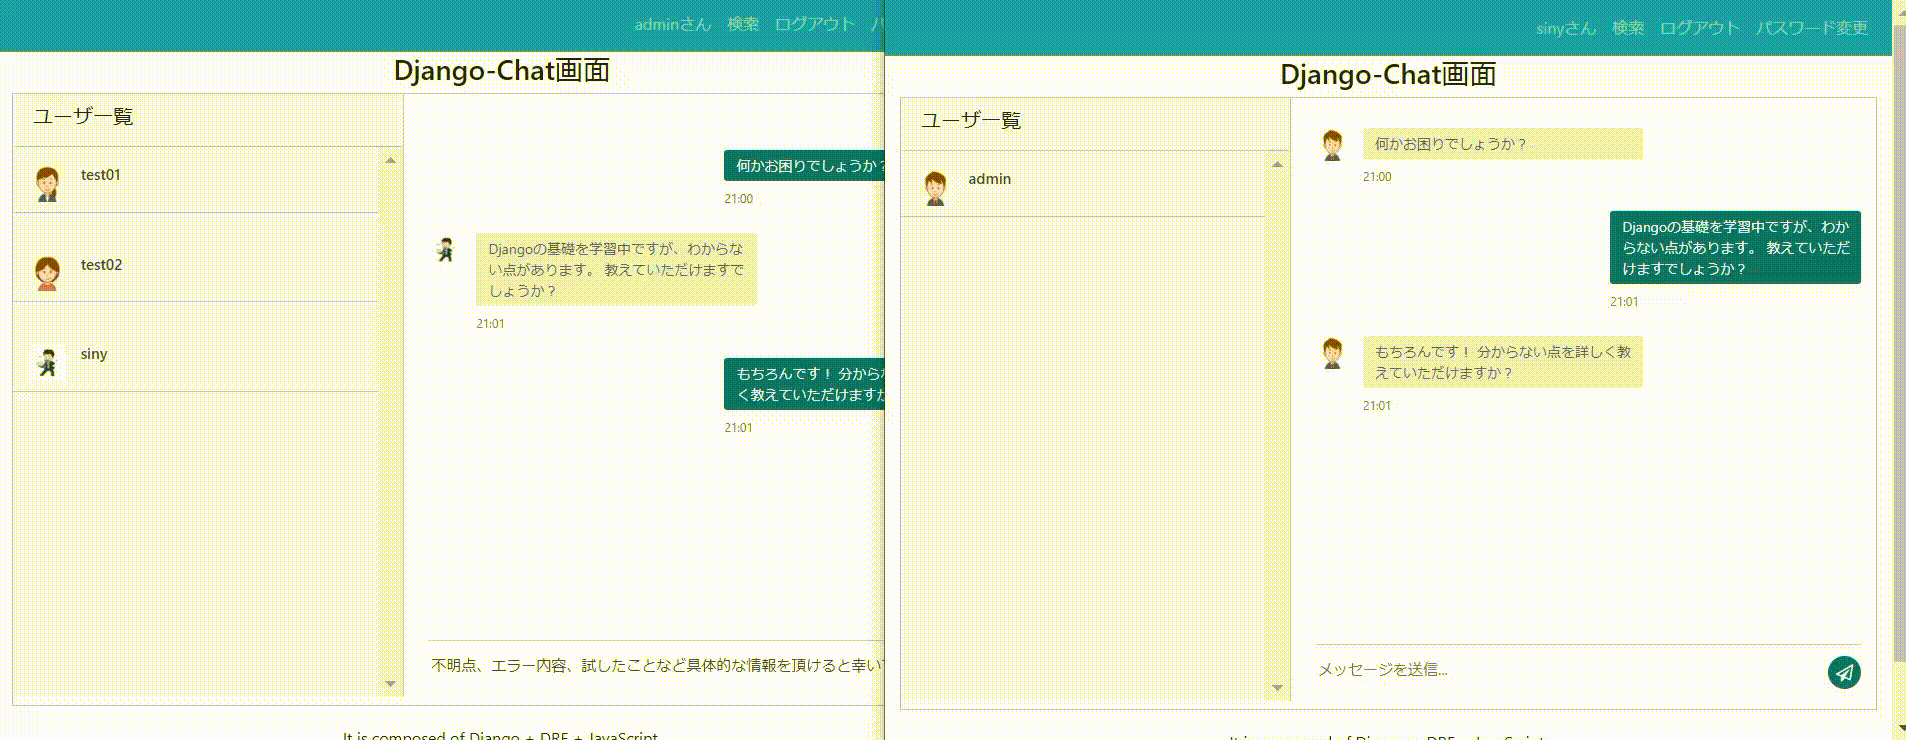 adminさん 検索 ログアウト パ
Django-Chat画面
ユーザ一覧
test01
test02
siny
何かお困りでしょうか？
21:00
Djangoの基礎を学習中ですが、わからな
い点があります。 教えていただけますで
しょうか？
21:01
もちろんです！ 分からな
く教えていただけますか
21:01
不明点、エラー内容、試したことなど具体的な情報を頂けると幸いで
It is composed of Django + DRF + JavaScript
sinyさん 検索 ログアウト パスワード変更
Django-Chat画面
ユーザ一覧
admin
何かお困りでしょうか？
21:00
Djangoの基礎を学習中ですが、わか
らない点があります。 教えていただ
けますでしょうか？
21:01
もちろんです！ 分からない点を詳しく教
えていただけますか？
21:01
メッセージを送信...
It is composed of Django + DRF + JavaScript